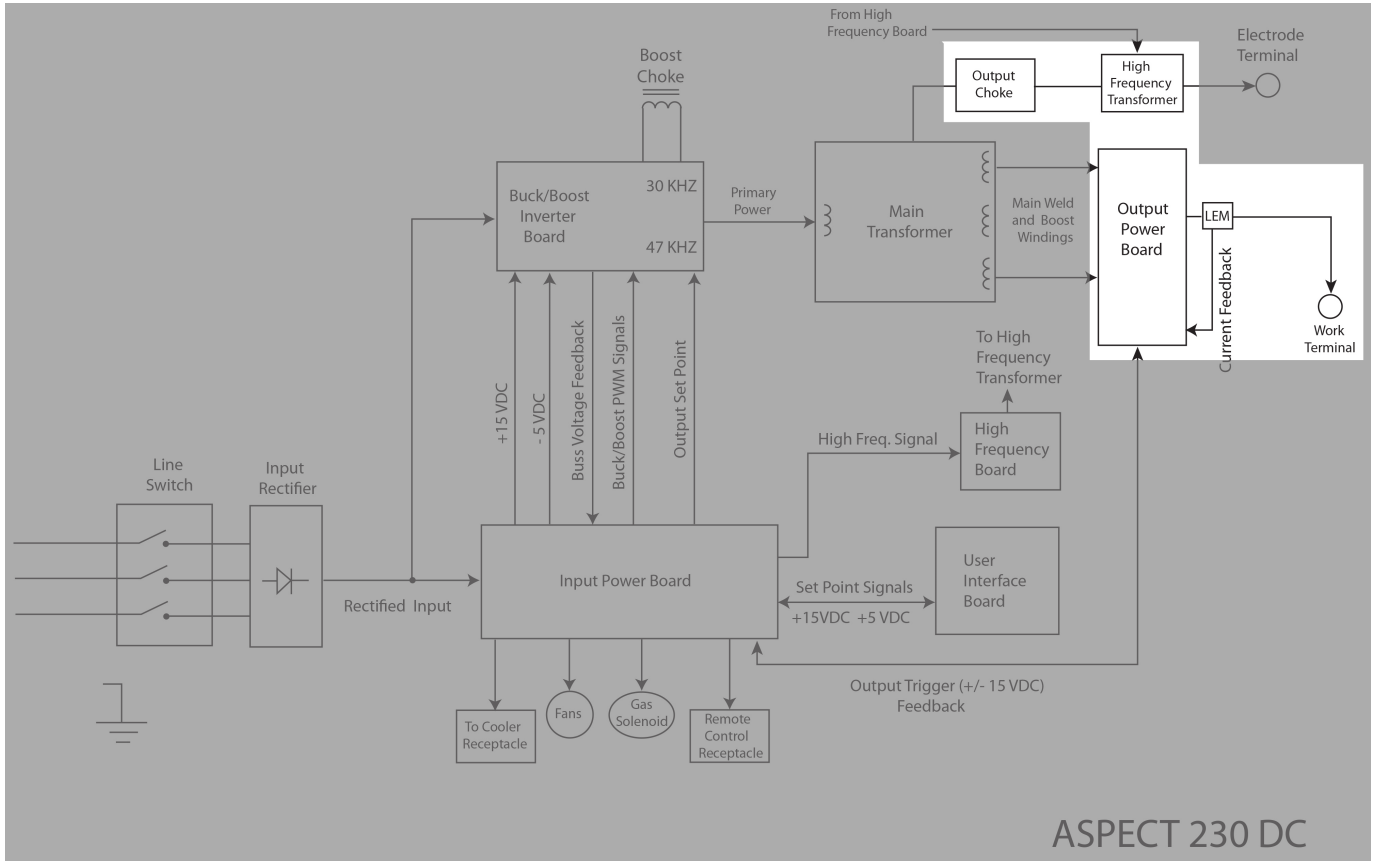 From High
Frequency Board
Electrode
Terminal
Boost
Choke
Output
Choke
High
Frequency
Transformer
Buck/Boost
Inverter
Board
30 KHZ
47 KHZ
Primary
Power
Main
Transformer
Main Weld
and Boost
Windings
Output
Power
Board
LEM
Current Feedback
Work
Terminal
+15 VDC
- 5 VDC
Buss Voltage Feedback
Buck/Boost PWM Signals
Output Set Point
To High
Frequency
Transformer
High Freq. Signal
High
Frequency
Board
Line
Switch
Input
Rectifier
Rectified Input
Input Power Board
Set Point Signals
+15VDC +5 VDC
User
Interface
Board
Output Trigger (+/- 15 VDC)
Feedback
To Cooler
Receptacle
Fans
Gas
Solenoid
Remote
Control
Receptacle
ASPECT 230 DC